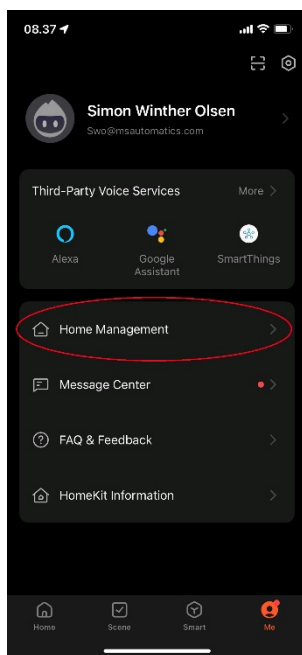 08.37
Simon Winther Olsen
Swo@msautomatics.com
Third-Party Voice Services
More
Alexa
Google
Assistant
SmartThings
Home Management
Message Center
FAQ & Feedback
HomeKit Information
Home
Scene
Smart
Me